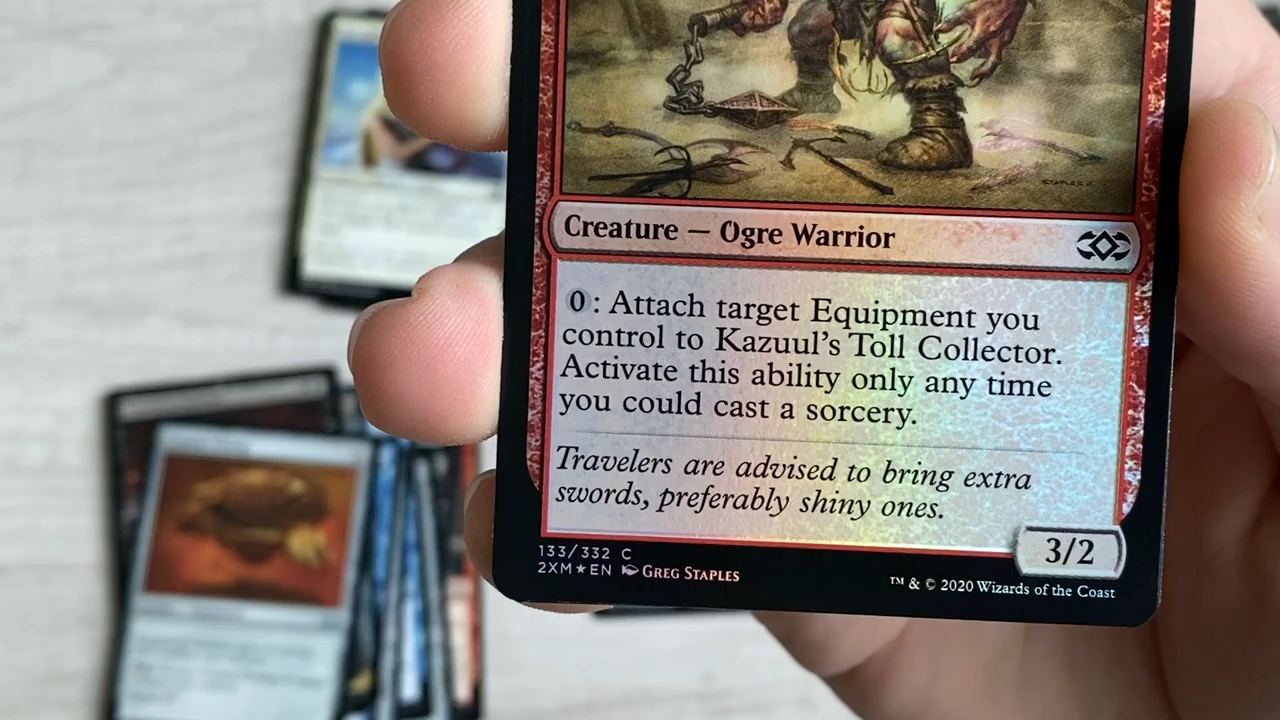 STAPLES
Creature — Ogre Warrior
0: Attach target Equipment you
control to Kazuul's Toll Collector.
Activate this ability only any time
you could cast a sorcery.
Travelers are advised to bring extra
swords, preferably shiny ones.
3/2
133/332 C
2XM★EN GREG STAPLES
™ & © 2020 Wizards of the Coast